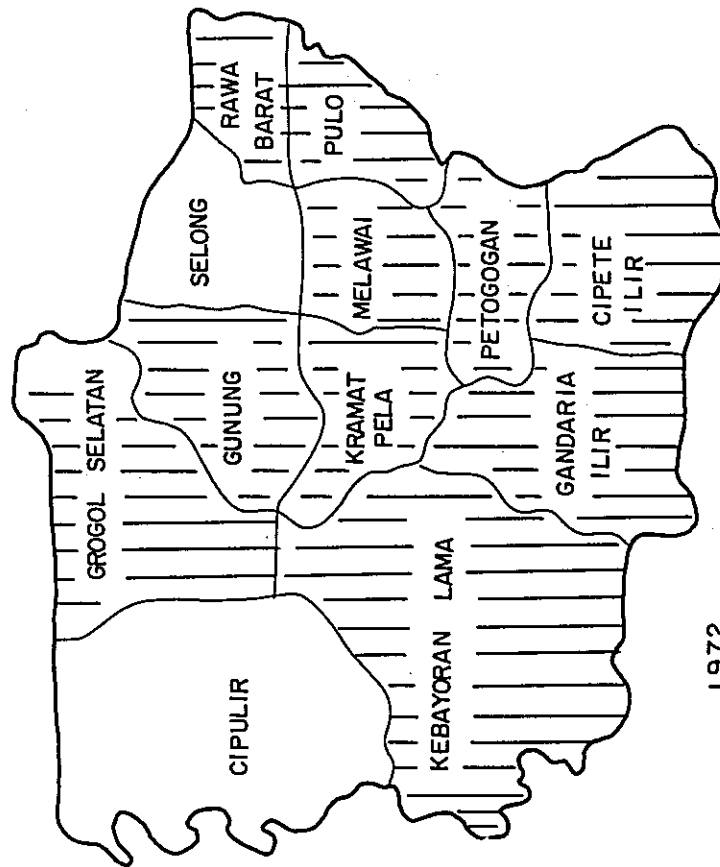 GROGOL SELATAN
SELONG
RAWA
BARAT
GUNUNG
CIPULIR
MELAWAI
PULO
KRAMAT
PELA
PETOGOGAN
KEBAYORAN LAMA
GANDARIA
ILIR
CIPETE
ILIR
1972